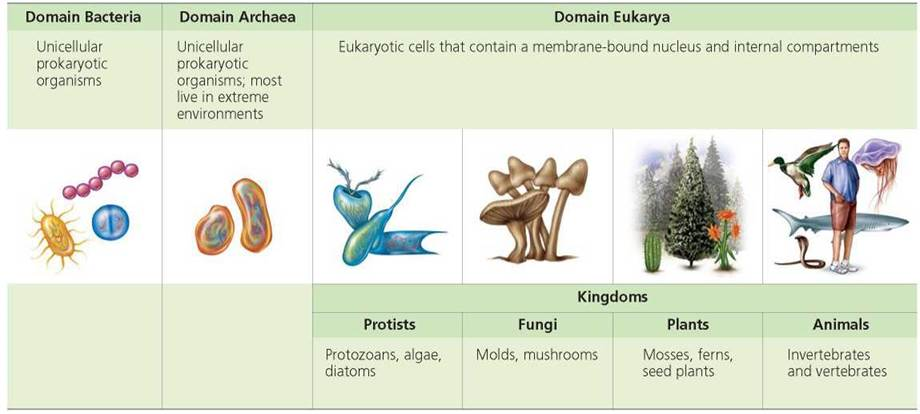 Domain Bacteria
Domain Archaea
Domain Eukarya
Unicellular
prokaryotic
organisms
Unicellular
prokaryotic
organisms; most
live in extreme
environments
Eukaryotic cells that contain a membrane-bound nucleus and internal compartments
Kingdoms
Protists
Fungi
Plants
Animals
Protozoans, algae,
diatoms
Molds, mushrooms
Mosses, ferns,
seed plants
Invertebrates
and vertebrates